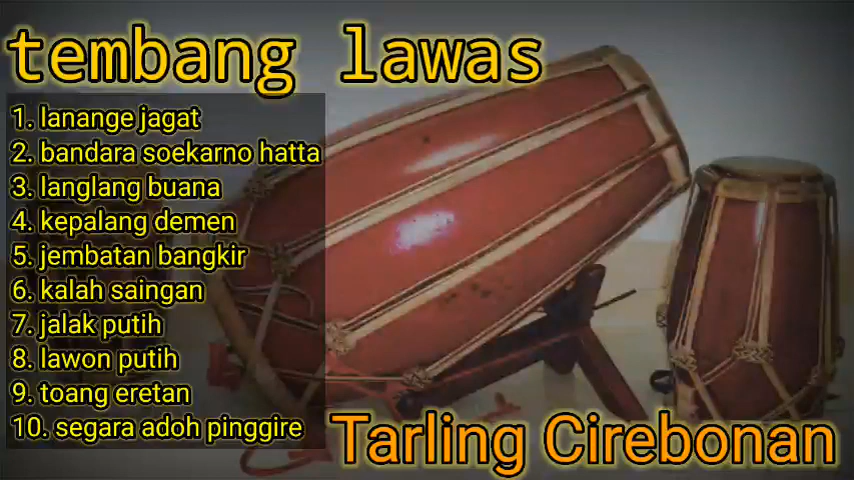 tembang lawas
1. lanange jagat
2. bandara soekarno hatta
3. langlang buana
4. kepalang demen
5. jembatan bangkir
6. kalah saingan
7. jalak putih
8. lawon putih
9. toang eretan
10. segara adoh pinggire
Tarling Cirebonan